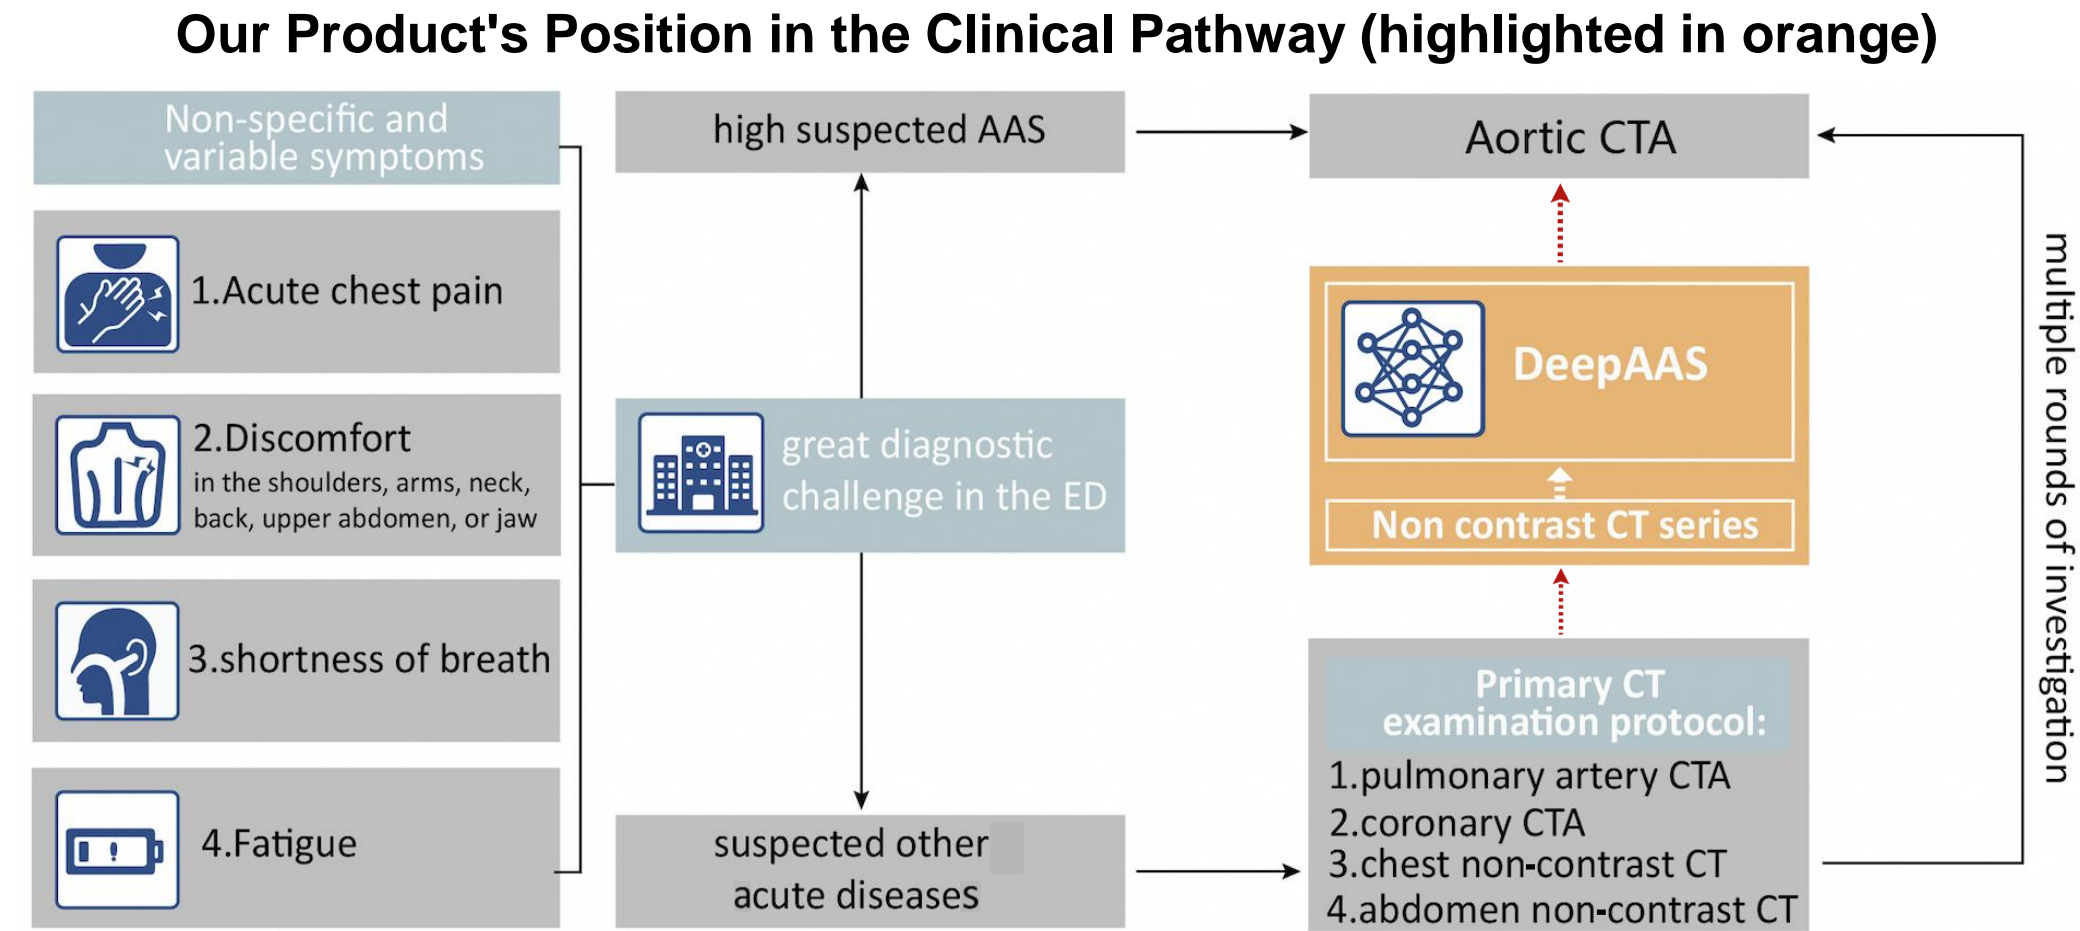 Our Product's Position in the Clinical Pathway (highlighted in orange)
Non-specific and
variable symptoms
1.Acute chest pain
2.Discomfort
in the shoulders, arms, neck,
back, upper abdomen, or jaw
3.shortness of breath
4.Fatigue
high suspected AAS
great diagnostic
challenge in the ED
suspected other
acute diseases
Aortic CTA
DeepAAS
Non contrast CT series
Primary CT
examination protocol:
1.pulmonary artery CTA
2.coronary CTA
3.chest non-contrast CT
4.abdomen non-contrast CT
multiple rounds of investigation